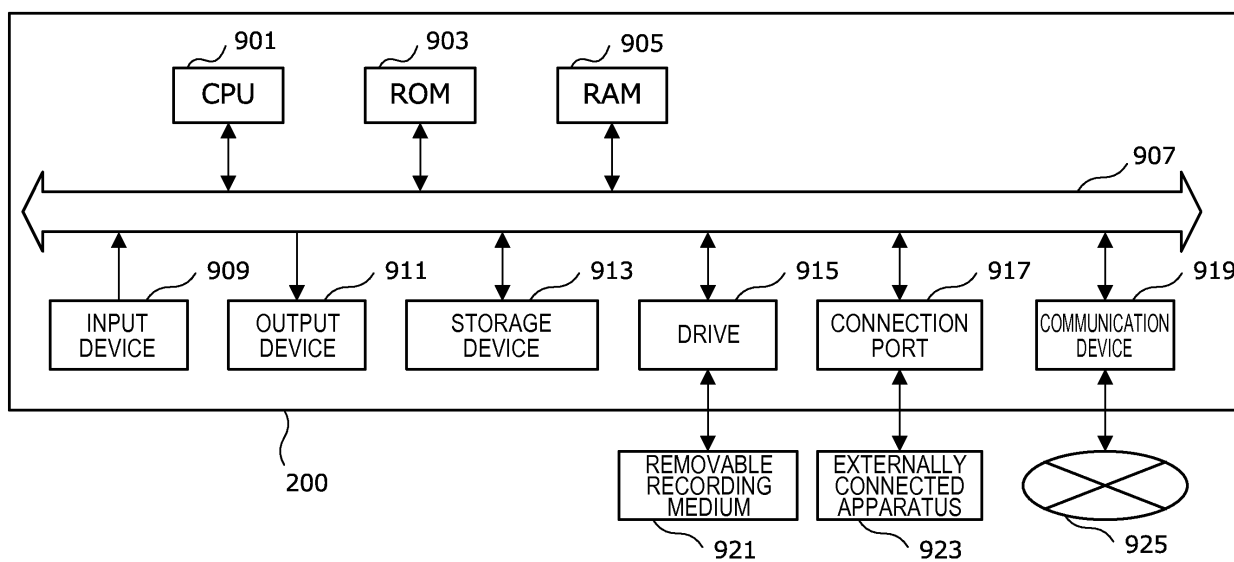 901
903
905
CPU
ROM
RAM
907
909
911
913
915
917
919
INPUT
DEVICE
OUTPUT
DEVICE
STORAGE
DEVICE
DRIVE
CONNECTION
PORT
COMMUNICATION
DEVICE
200
REMOVABLE
RECORDING
MEDIUM
EXTERNALLY
CONNECTED
APPARATUS
921
923
925